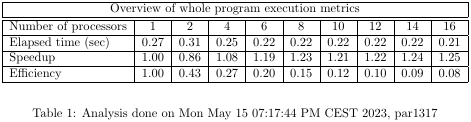 Overview of whole program execution metrics
Number of processors 1 2 4 6 8 10 12 14 16
Elapsed time (sec) 0.27 0.31 0.25 0.22 0.22 0.22 0.22 0.22 0.21
Speedup 1.00 0.86 1.08 1.19 1.23 1.21 1.22 1.24 1.25
Efficiency 1.00 0.43 0.27 0.20 0.15 0.12 0.10 0.09 0.08
Table 1: Analysis done on Mon May 15 07:17:44 PM CEST 2023, par1317